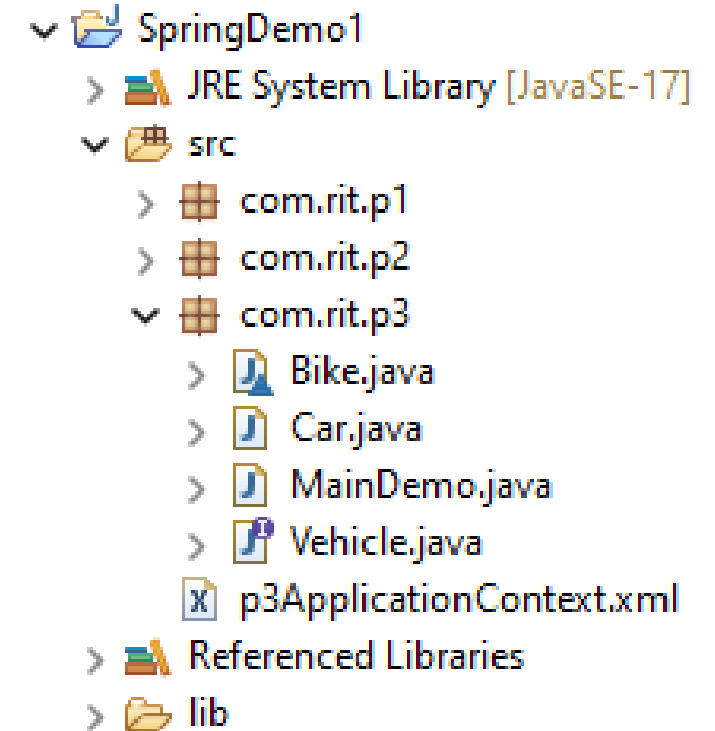 SpringDemo1
JRE System Library [JavaSE-17]
src
com.rit.p1
com.rit.p2
com.rit.p3
Bike.java
Car.java
MainDemo.java
Vehicle.java
p3ApplicationContext.xml
Referenced Libraries
lib